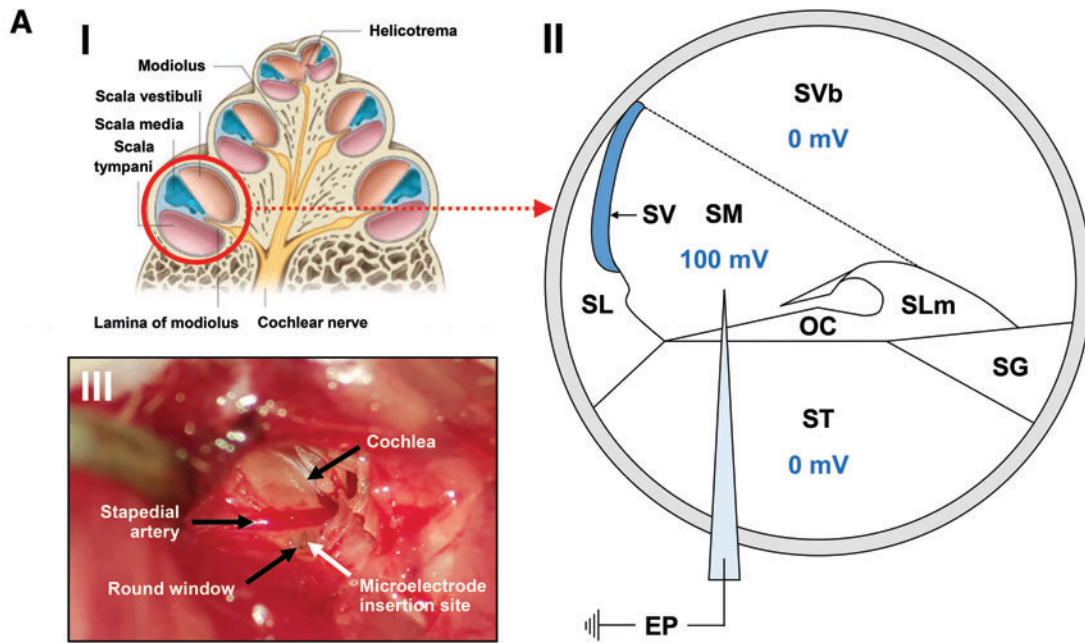 A
I
Helicotrema
Modiolus
Scala vestibuli
Scala media
Scala
tympani
Lamina of modiolus
Cochlear nerve
II
SVb
0 mV
SV
SM
100 mV
SL
OC
SLm
SG
ST
0 mV
EP
III
Cochlea
Stapedial
artery
Round window
Microelectrode
insertion site